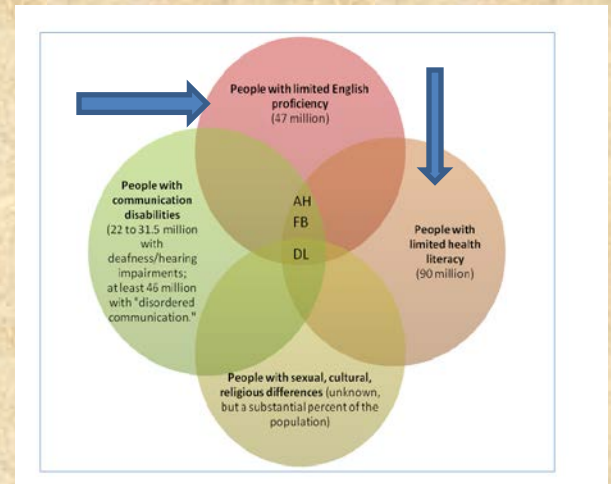 People with limited English
proficiency
(47 million)
People with
communication
disabilities
(22 to 31.5 million
with
deafness/hearing
impairments;
at least 46 million
with "disordered
communication."
AH
FB
DL
People with
limited health
literacy
(90 million)
People with sexual, cultural,
religious differences (unknown,
but a substantial percent of the
population)